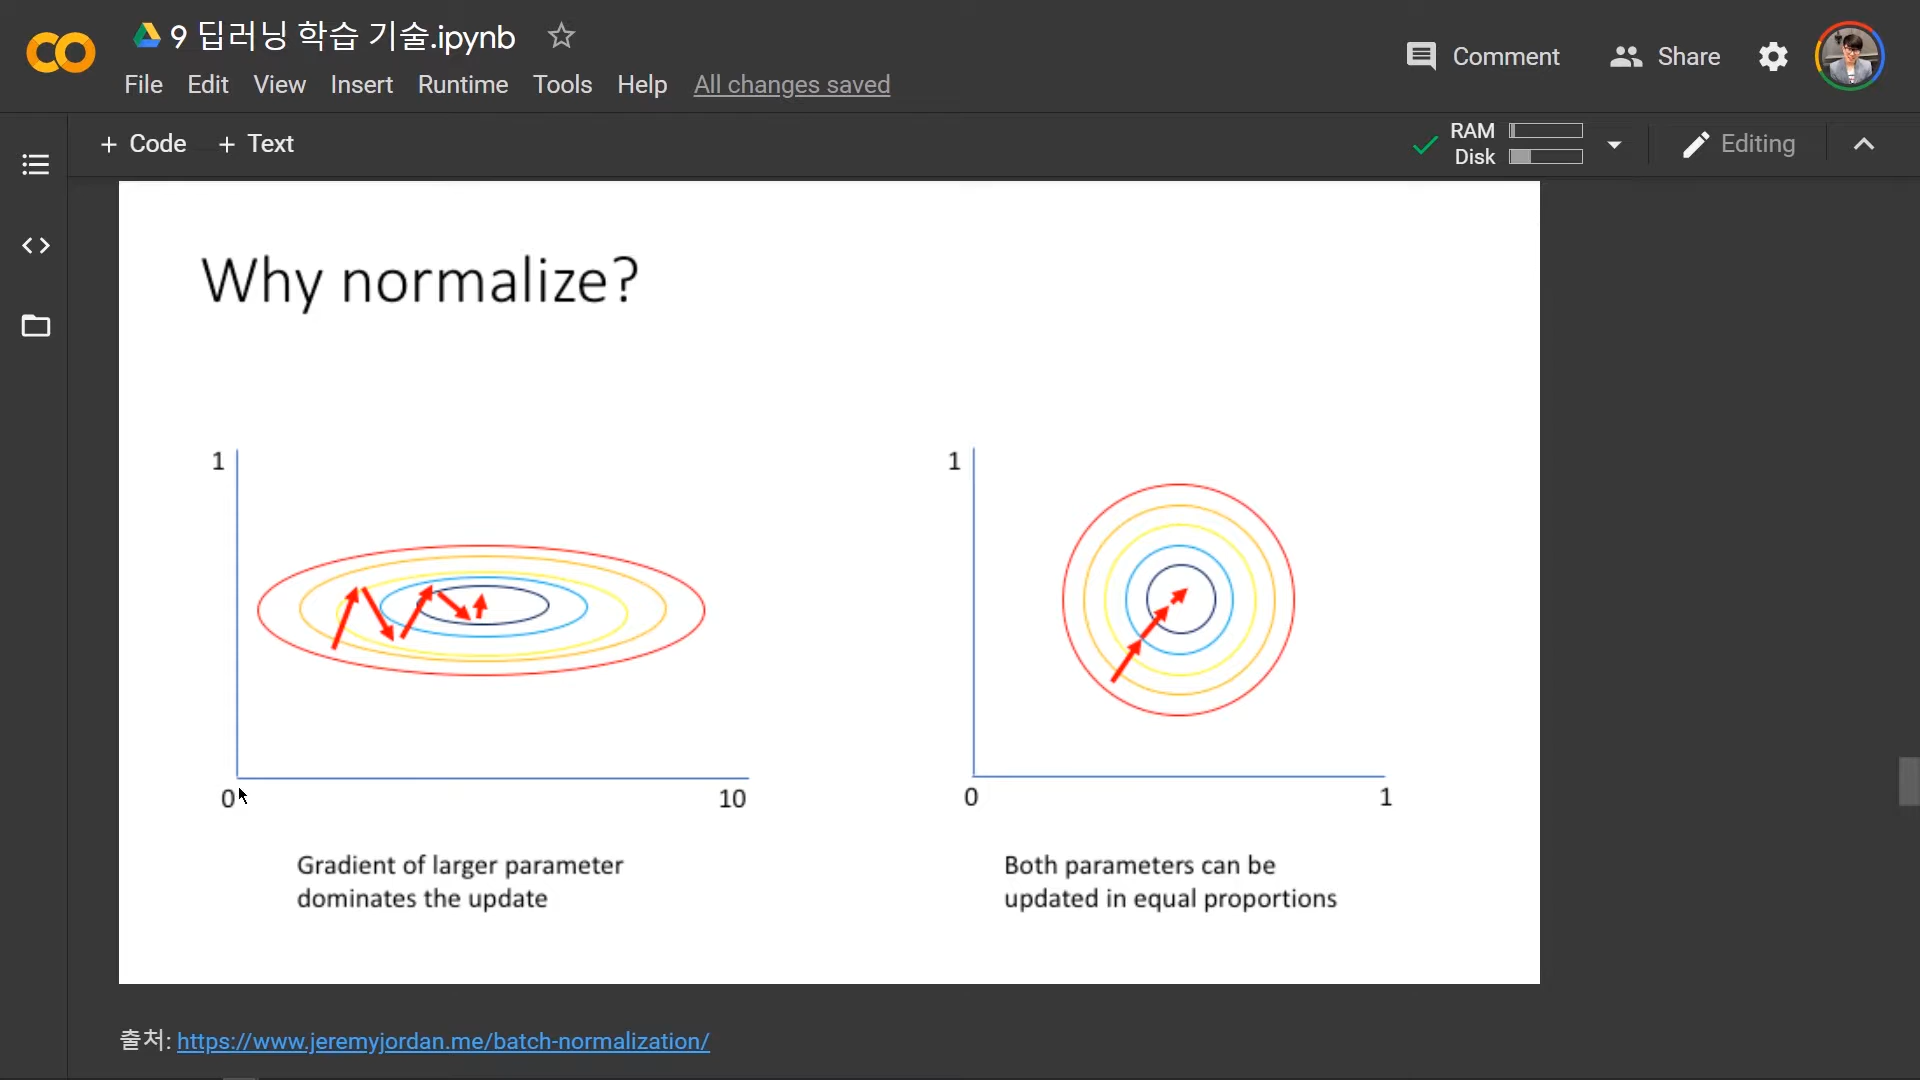 9 딥러닝 학습 기술.ipynb
File Edit View Insert Runtime Tools Help All changes saved
Comment
Share
+ Code + Text
RAM
Disk
Editing
Why normalize?
1
0
10
Gradient of larger parameter
dominates the update
1
0
1
Both parameters can be
updated in equal proportions
출처: https://www.jeremyjordan.me/batch-normalization/